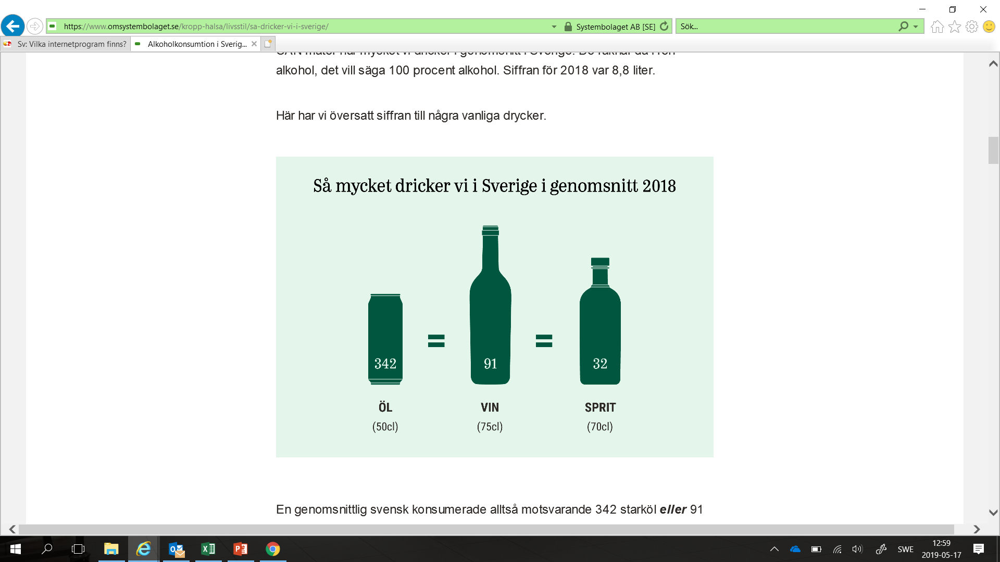 https://www.omsystembolaget.se/kropp-halsa/livsstil/sa-dricker-vi-i-sverige/
Systembolaget AB [SE]
Sök...
Sv: Vilka internetprogram finns?
Alkoholkonsumtion i Sverig...
alkohol, det vill säga 100 procent alkohol. Siffran för 2018 var 8,8 liter.
Här har vi översatt siffran till några vanliga drycker.
Så mycket dricker vi i Sverige i genomsnitt 2018
342 = 91 = 32
ÖL VIN SPRIT
(50cl) (75cl) (70cl)
En genomsnittlig svensk konsumerade alltså motsvarande 342 starköl eller 91
SWE
12:59
2019-05-17